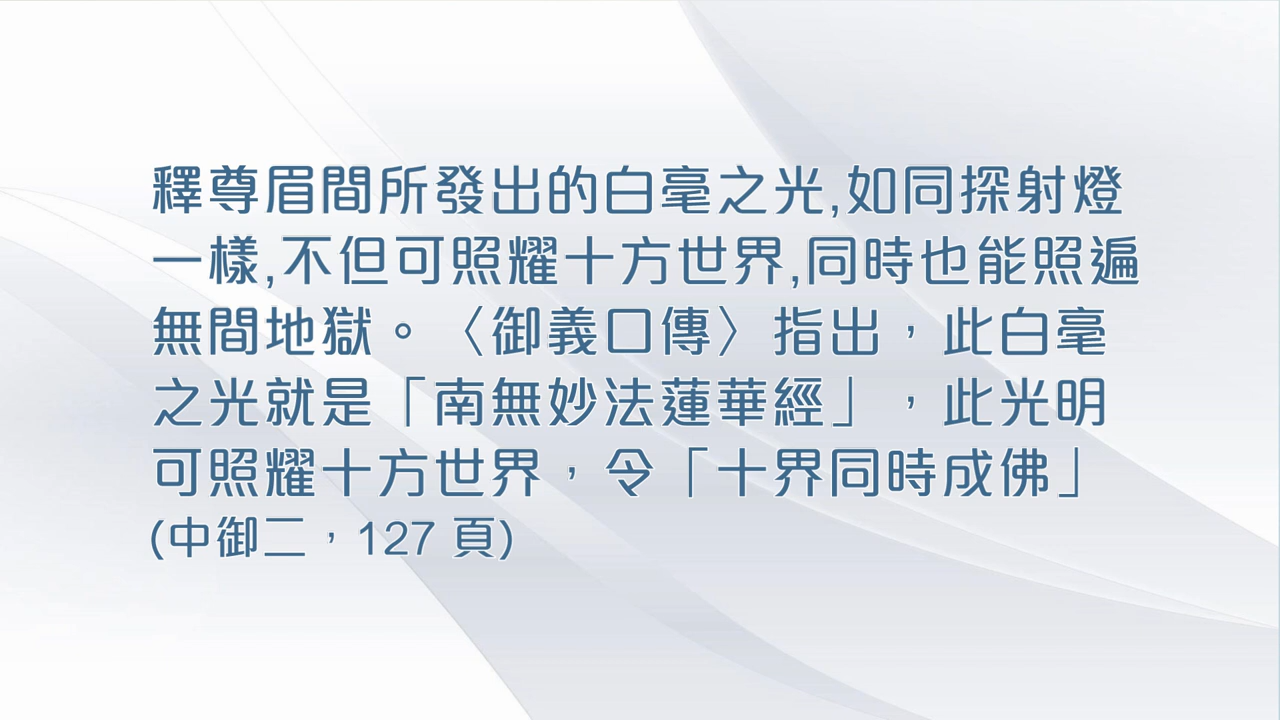 釋尊眉間所發出的白毫之光,如同探射燈
一樣,不但可照耀十方世界,同時也能照遍
無間地獄。〈御義口傳〉指出，此白毫
之光就是「南無妙法蓮華經」，此光明
可照耀十方世界，令「十界同時成佛」
(中御二，127 頁)